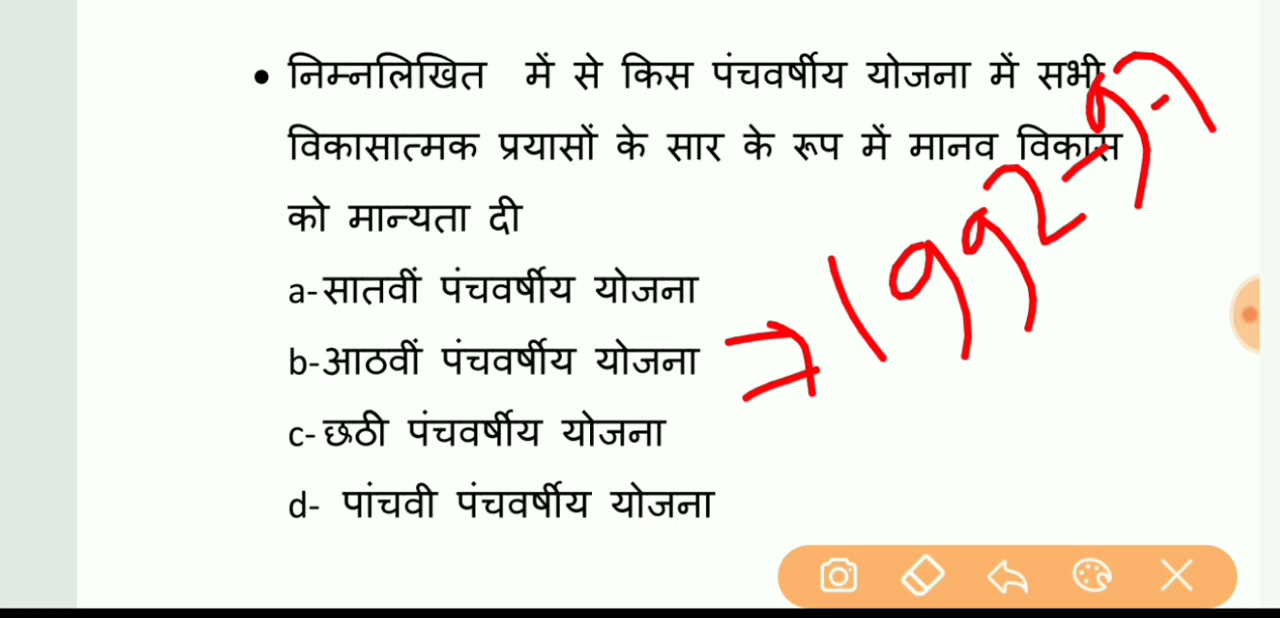 • निम्नलिखित में से किस पंचवर्षीय योजना में सभी
विकासात्मक प्रयासों के सार के रूप में मानव विकास
को मान्यता दी
a-सातवीं पंचवर्षीय योजना
b-आठवीं पंचवर्षीय योजना
c-छठी पंचवर्षीय योजना
d- पांचवी पंचवर्षीय योजना
1992-97